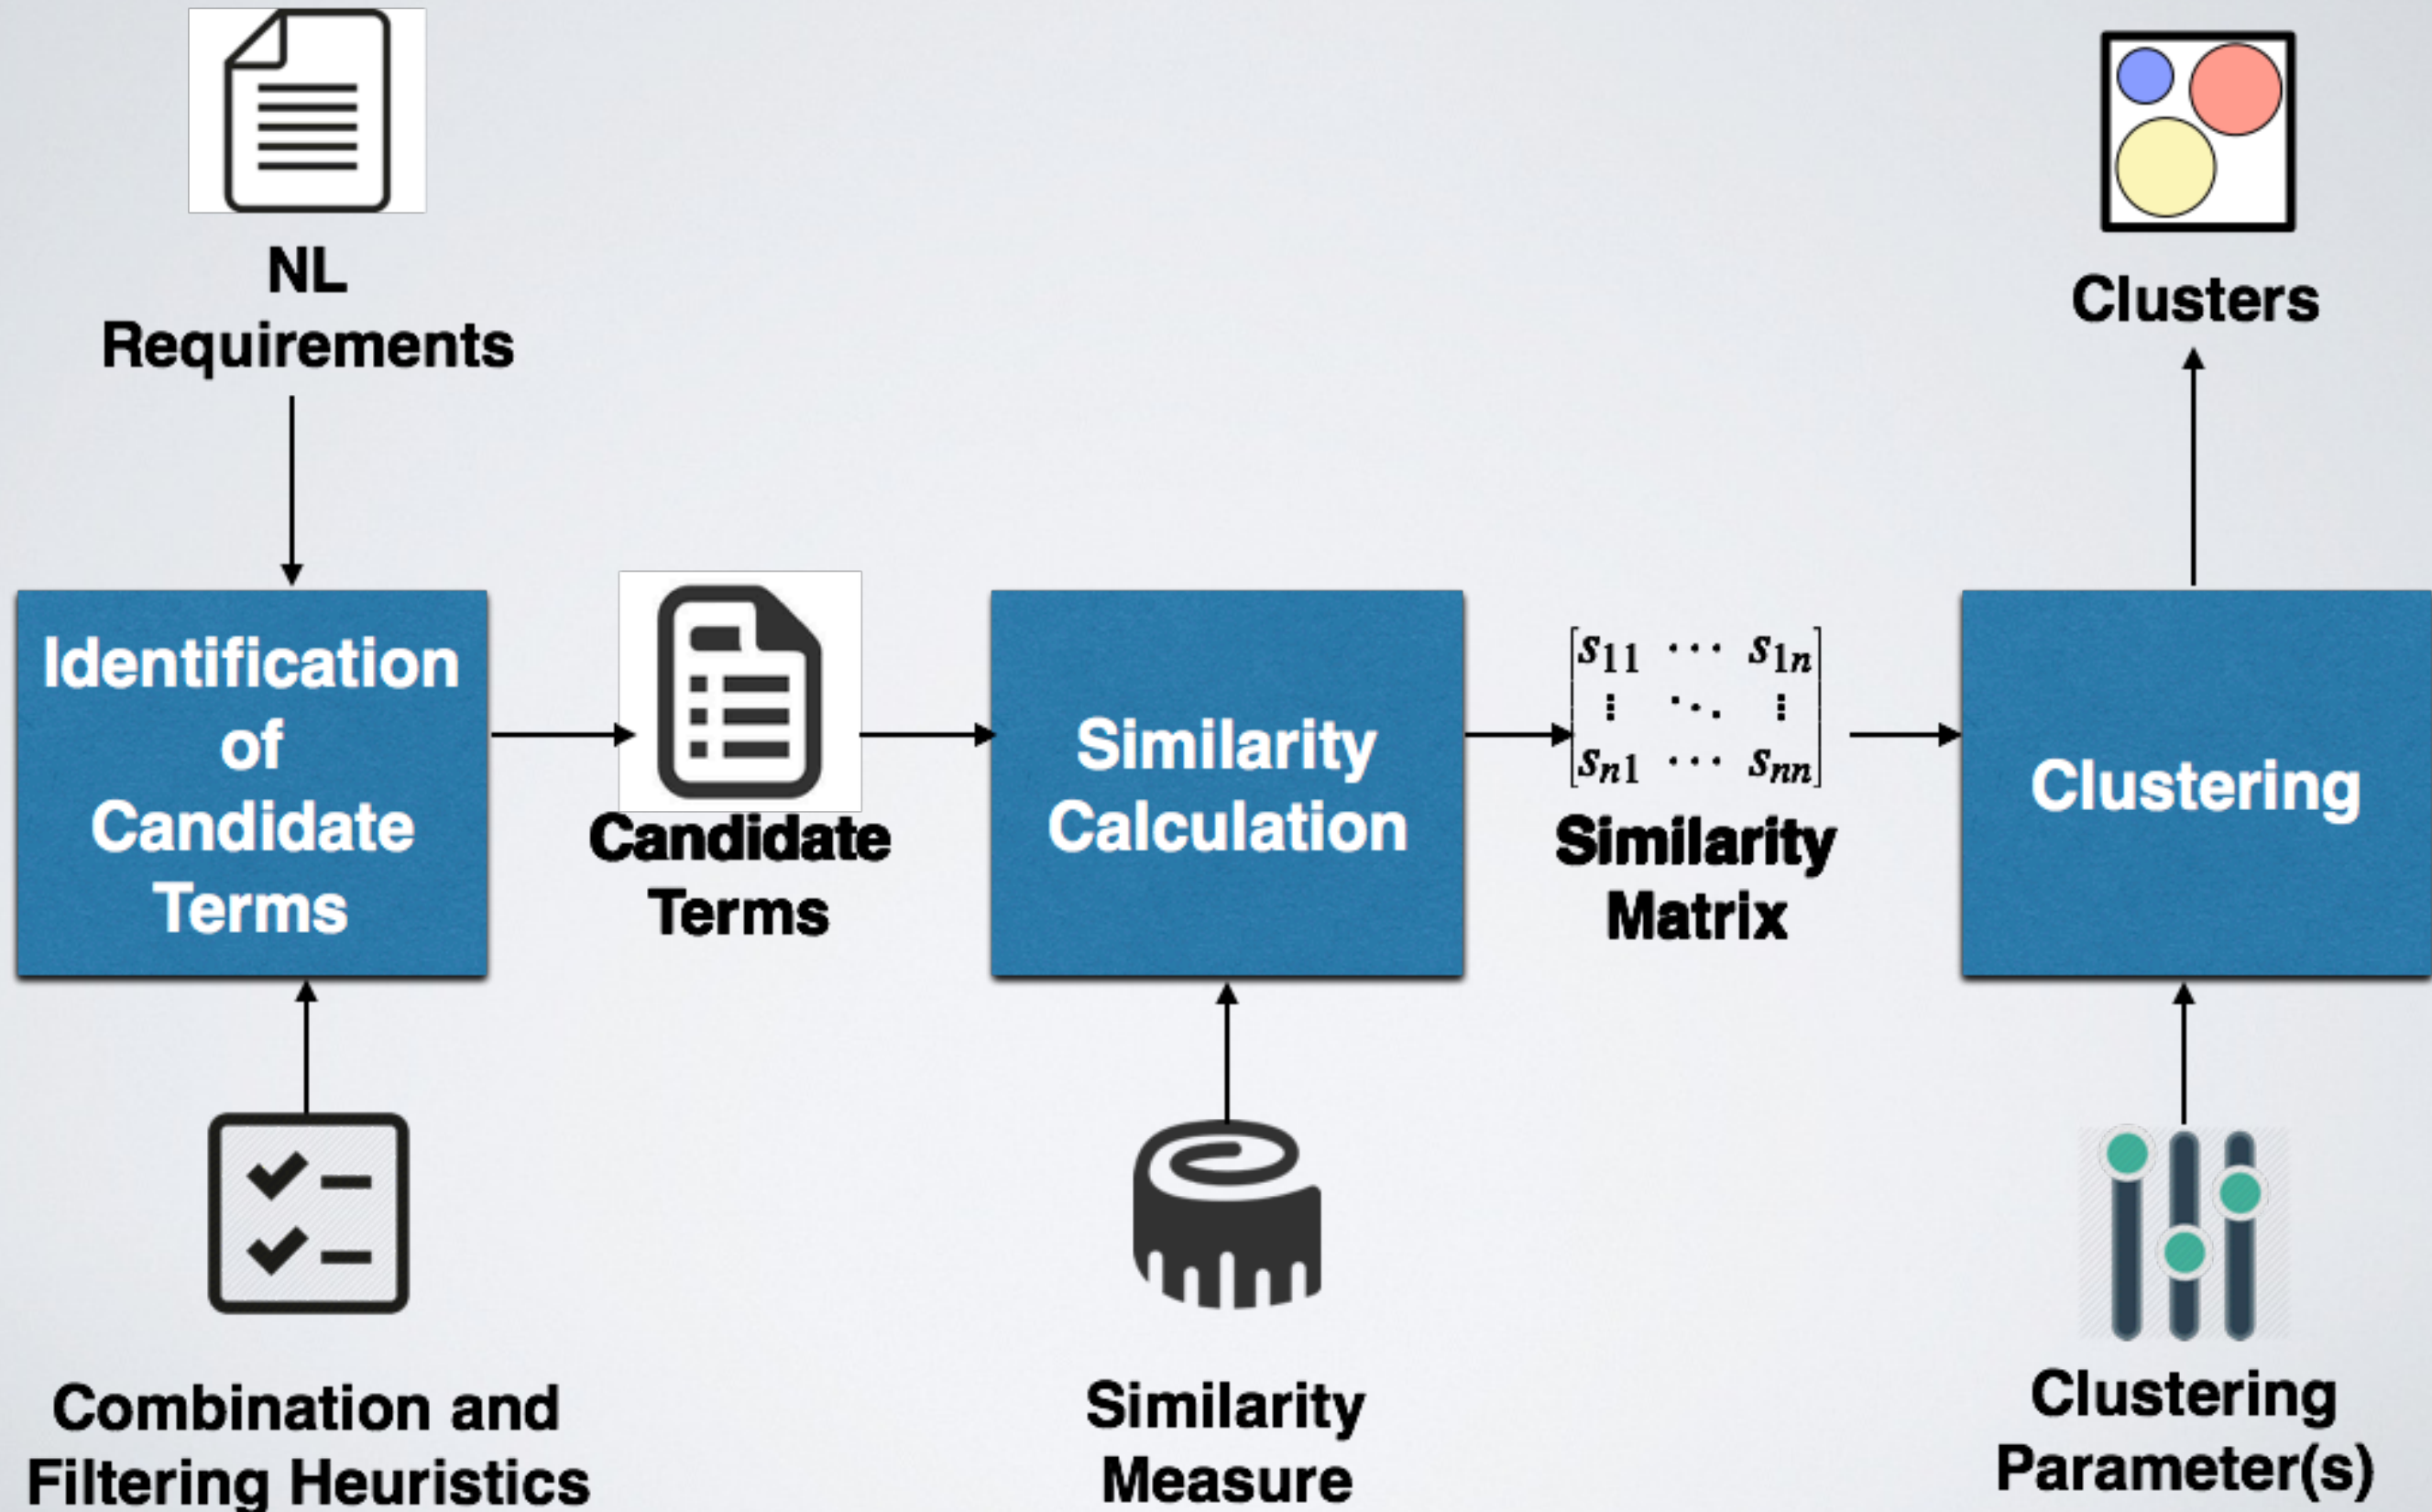 NL
Requirements
Clusters
Identification
of
Candidate
Terms
Candidate
Terms
Similarity
Calculation
s11 ··· s1n
⋮ ⋱ ⋮
sn1 ··· snn
Similarity
Matrix
Clustering
Combination and
Filtering Heuristics
Similarity
Measure
Clustering
Parameter(s)